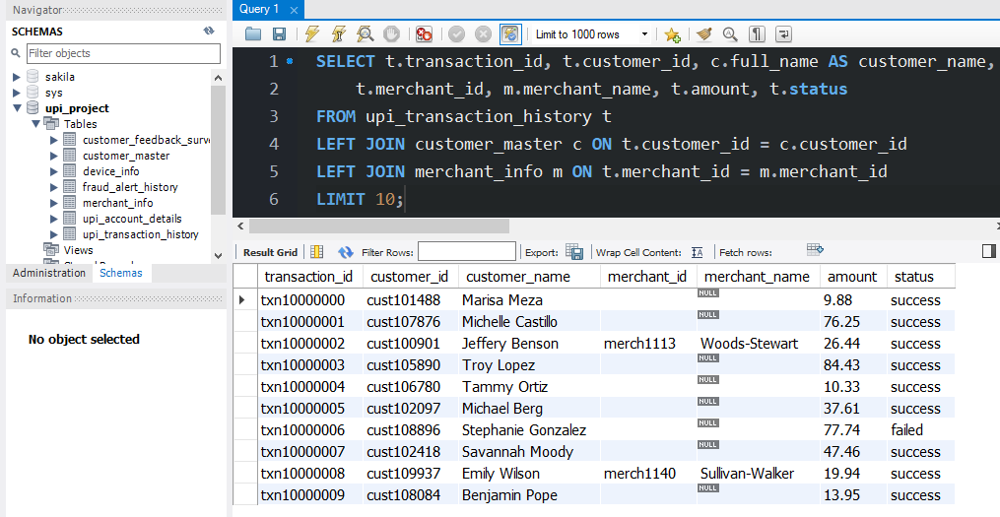 Navigator
SCHEMAS
Filter objects
sakila
sys
upi_project
Tables
customer_feedback_surve
customer_master
device_info
fraud_alert_history
merchant_info
upi_account_details
upi_transaction_history
Views
Administration Schemas
Information
No object selected
Query 1
Limit to 1000 rows
1 SELECT t.transaction_id, t.customer_id, c.full_name AS customer_name,
2 t.merchant_id, m.merchant_name, t.amount, t.status
3 FROM upi_transaction_history t
4 LEFT JOIN customer_master c ON t.customer_id = c.customer_id
5 LEFT JOIN merchant_info m ON t.merchant_id = m.merchant_id
6 LIMIT 10;
Result Grid Filter Rows: Export: Wrap Cell Content: Fetch rows:
transaction_id customer_id customer_name merchant_id merchant_name amount status
txn10000000 cust101488 Marisa Meza NULL 9.88 success
txn10000001 cust107876 Michelle Castillo NULL 76.25 success
txn10000002 cust100901 Jeffery Benson merch1113 Woods-Stewart 26.44 success
txn10000003 cust105890 Troy Lopez NULL 84.43 success
txn10000004 cust106780 Tammy Ortiz NULL 10.33 success
txn10000005 cust102097 Michael Berg NULL 37.61 success
txn10000006 cust108896 Stephanie Gonzalez NULL 77.74 failed
txn10000007 cust102418 Savannah Moody NULL 47.46 success
txn10000008 cust109937 Emily Wilson merch1140 Sullivan-Walker 19.94 success
txn10000009 cust108084 Benjamin Pope NULL 13.95 success